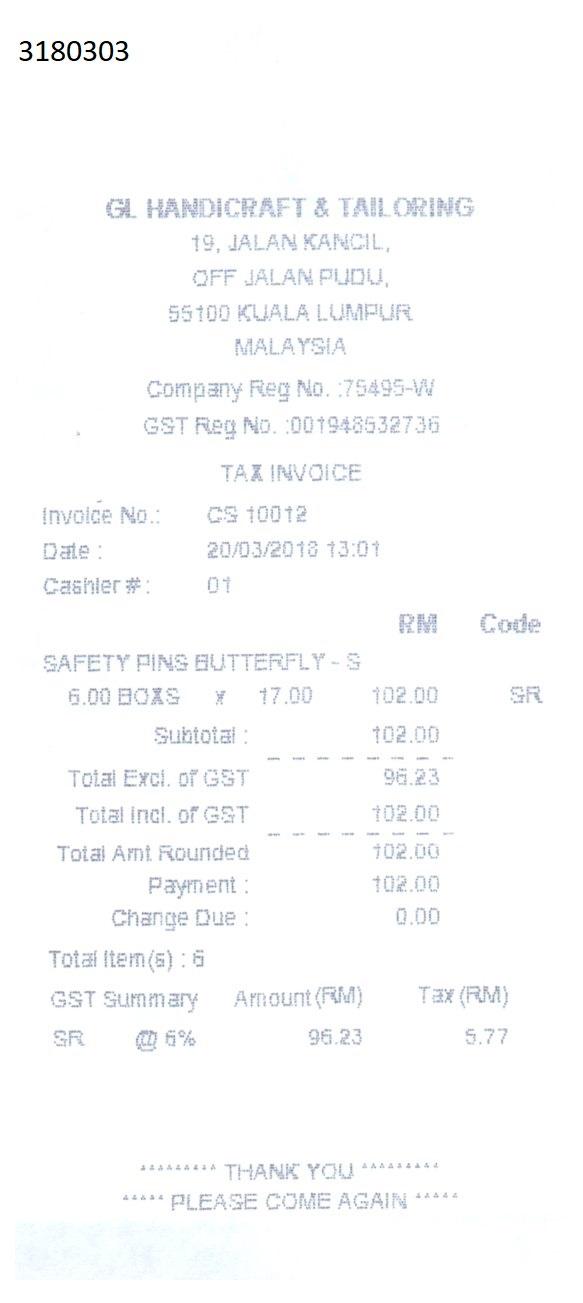 3180303
GL HANDICRAFT & TAILORING
19, JALAN KANCIL,
OFF JALAN PUDU,
55100 KUALA LUMPUR
MALAYSIA
Company Reg No. :75495-W
GST Reg No. :001948532736
TAX INVOICE
Invoice No.: CS 10012
Date : 20/03/2018 13:01
Cashier # : 01
RM Code
SAFETY PINS BUTTERFLY - S
6.00 BOXS x 17.00 102.00 SR
Subtotal : 102.00
Total Excl. of GST 96.23
Total Incl. of GST 102.00
Total Amt Rounded 102.00
Payment : 102.00
Change Due : 0.00
Total Item(s) : 6
GST Summary Amount(RM) Tax (RM)
SR @ 6% 96.23 5.77
********* THANK YOU *********
***** PLEASE COME AGAIN *****